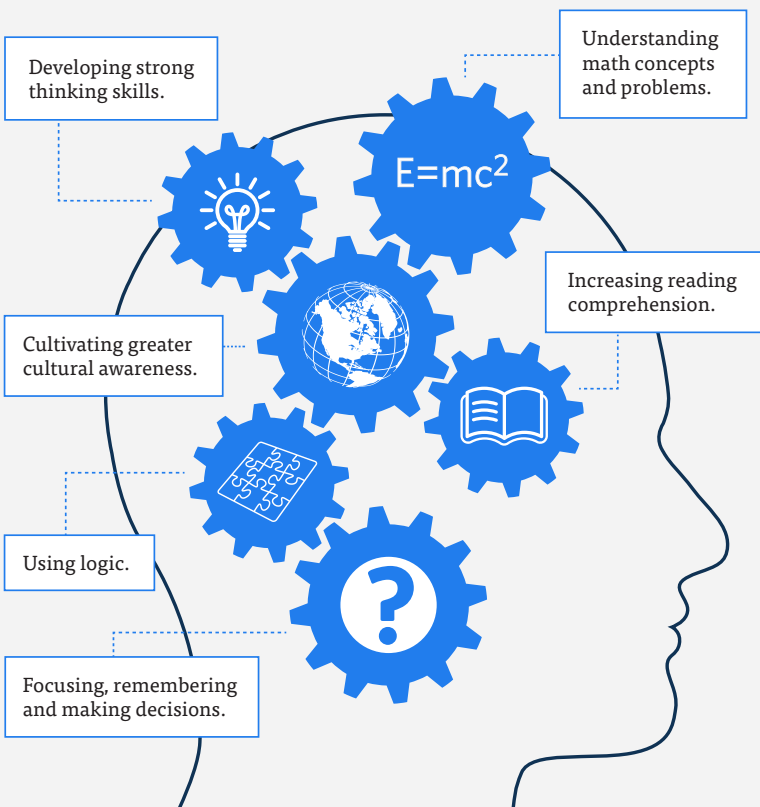 Developing strong
thinking skills.
Understanding
math concepts
and problems.
E=mc²
Increasing reading
comprehension.
Cultivating greater
cultural awareness.
Using logic.
?
Focusing, remembering
and making decisions.